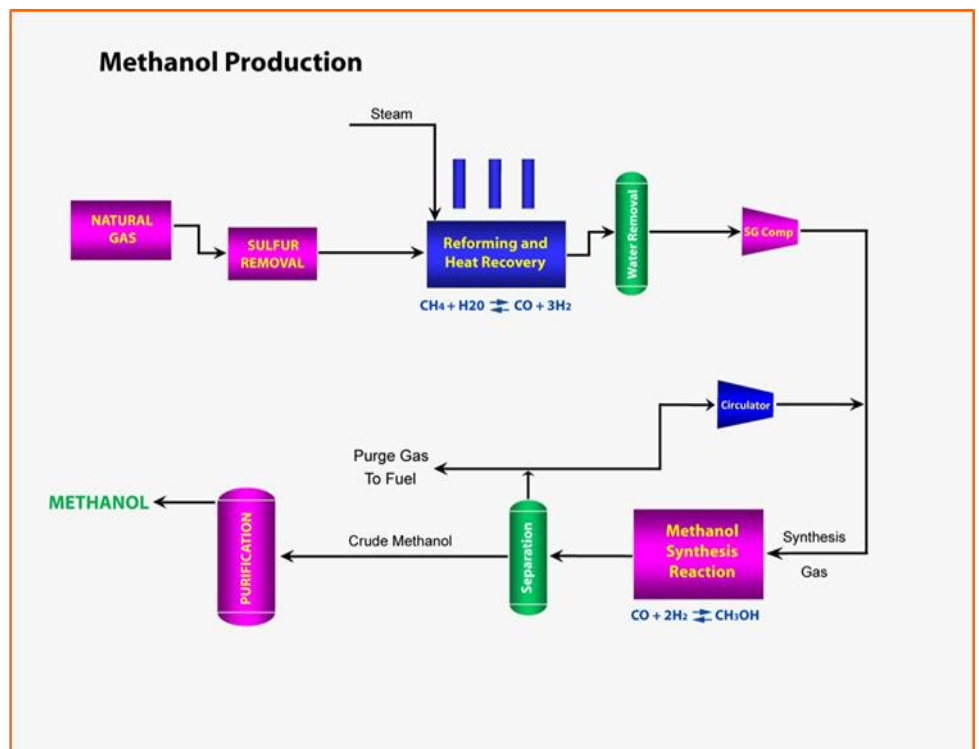 Methanol Production
Steam
NATURAL
GAS
SULFUR
REMOVAL
Reforming and
Heat Recovery
CH₄ + H20 ⇌ CO + 3H₂
Water Removal
SG Comp
Circulator
Purge Gas
To Fuel
METHANOL
PURIFICATION
Crude Methanol
Separation
Methanol
Synthesis
Reaction
CO + 2H₂ ⇌ CH₃OH
Synthesis
Gas